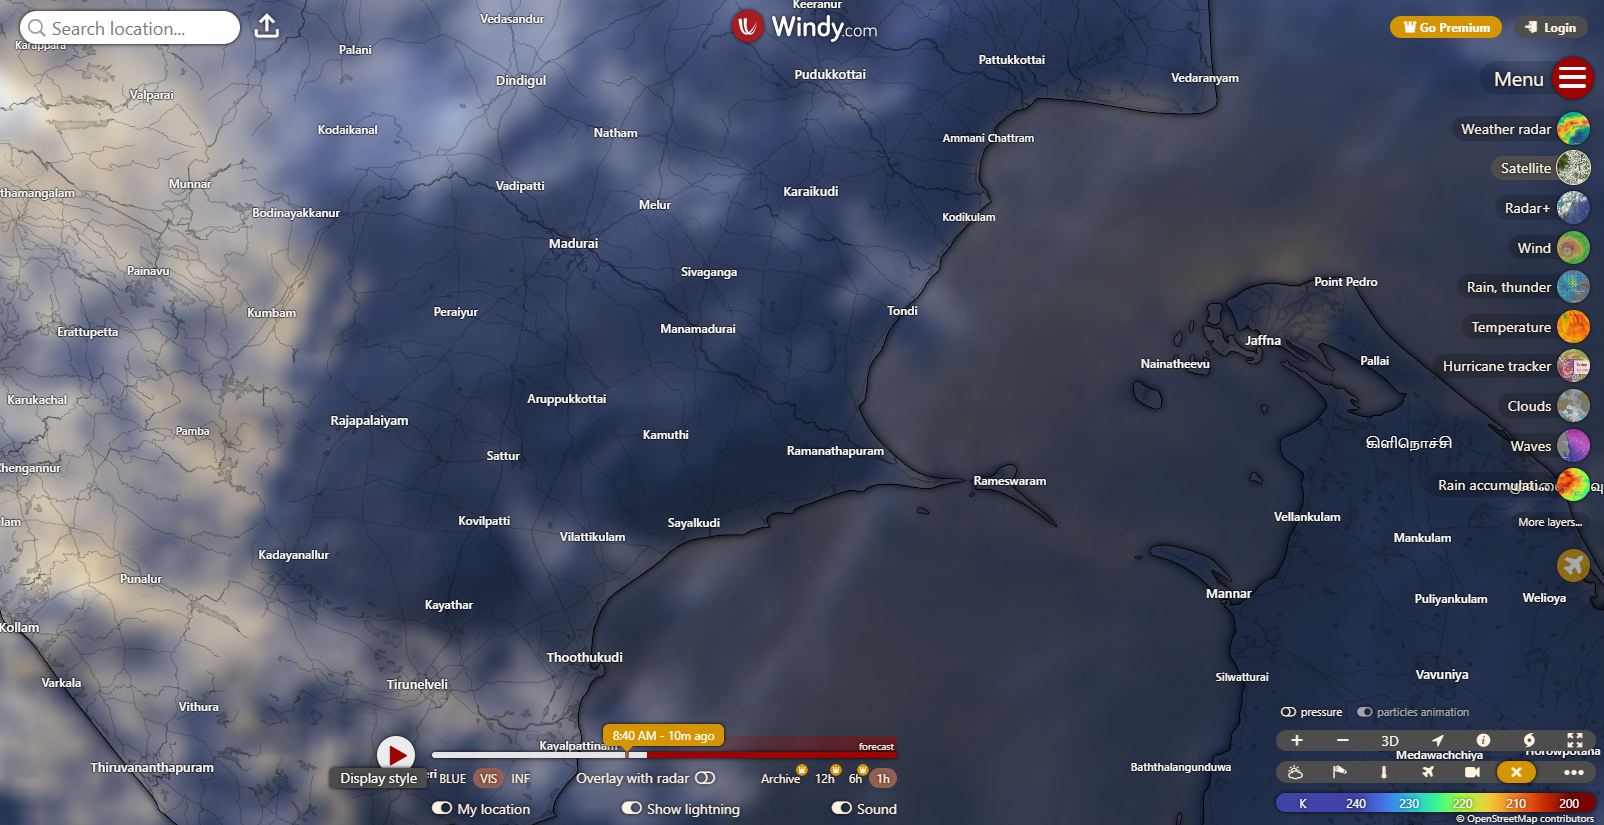 Search location...
Windy.com
Go Premium
Login
Menu
Weather radar
Satellite
Radar+
Wind
Rain, thunder
Temperature
Hurricane tracker
Clouds
Waves
Rain accumulati...
More layers...
Keeranur
Vedasandur
Karappara
Palani
Pattukkottai
Pudukkottai
Vedaranyam
Dindigul
Valparai
Kodaikanal
Natham
Ammani Chattram
Munnar
Vadipatti
Karaikudi
thamangalam
Melur
Bodinayakkanur
Kodikulam
Madurai
Painavu
Sivaganga
Point Pedro
Kumbam
Peraiyur
Tondi
Erattupetta
Manamadurai
Jaffna
Nainatheevu
Pallai
Karukachal
Aruppukkottai
Rajapalaiyam
Pamba
Kamuthi
கிளிநொச்சி
Sattur
Ramanathapuram
Chengannur
Rameswaram
lam
Kovilpatti
Sayalkudi
Vellankulam
Vilattikulam
Mankulam
Kadayanallur
Punalur
Mannar
Kayathar
Puliyankulam
Welioya
Kollam
Thoothukudi
Vavuniya
Silwatturai
Varkala
Tirunelveli
Vithura
Kayalpattinam
Thiruvananthapuram
Baththalangunduwa
Medawachchiya
Horowpotana
8:40 AM - 10m ago
forecast
Display style
eri
BLUE
VIS
INF
Overlay with radar
Archive
12h
6h
1h
My location
Show lightning
Sound
pressure
particles animation
3D
K 240 230 220 210 200
© OpenStreetMap contributors